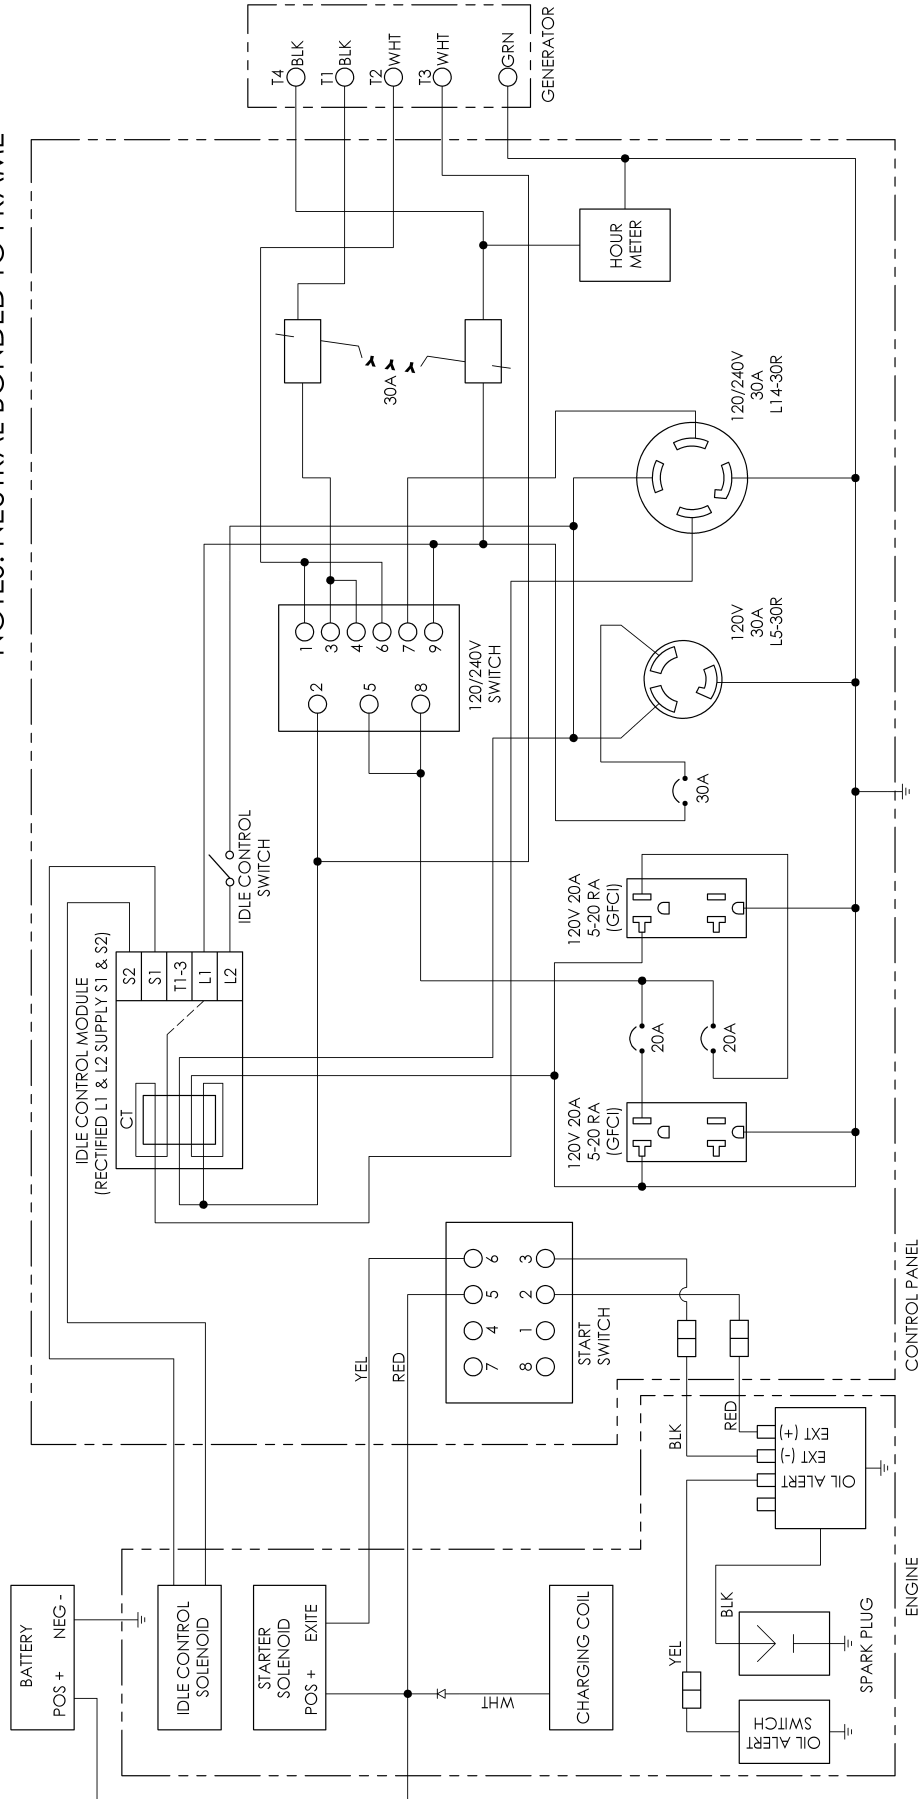 NOTES: NEUTRAL BONDED TO FRAME
T4
BLK
T1
BLK
T2
WHT
T3
WHT
GRN
GENERATOR
HOUR
METER
30A
120/240V
30A
L14-30R
120V
30A
L5-30R
1
3
4
6
7
9
2
5
8
120/240V
SWITCH
30A
IDLE CONTROL
SWITCH
IDLE CONTROL MODULE
(RECTIFIED L1 & L2 SUPPLY S1 & S2)
S2
S1
T1-3
L1
L2
CT
120V 20A
5-20 RA
(GFCI)
20A
20A
120V 20A
5-20 RA
(GFCI)
6
5
4
7
3
2
1
8
START
SWITCH
YEL
RED
CONTROL PANEL
BLK
RED
EXT (+)
EXT (-)
OIL ALERT
BATTERY
POS +
NEG -
IDLE CONTROL
SOLENOID
STARTER
SOLENOID
POS +
EXITE
WHT
CHARGING COIL
YEL
BLK
SPARK PLUG
OIL ALERT
SWITCH
ENGINE